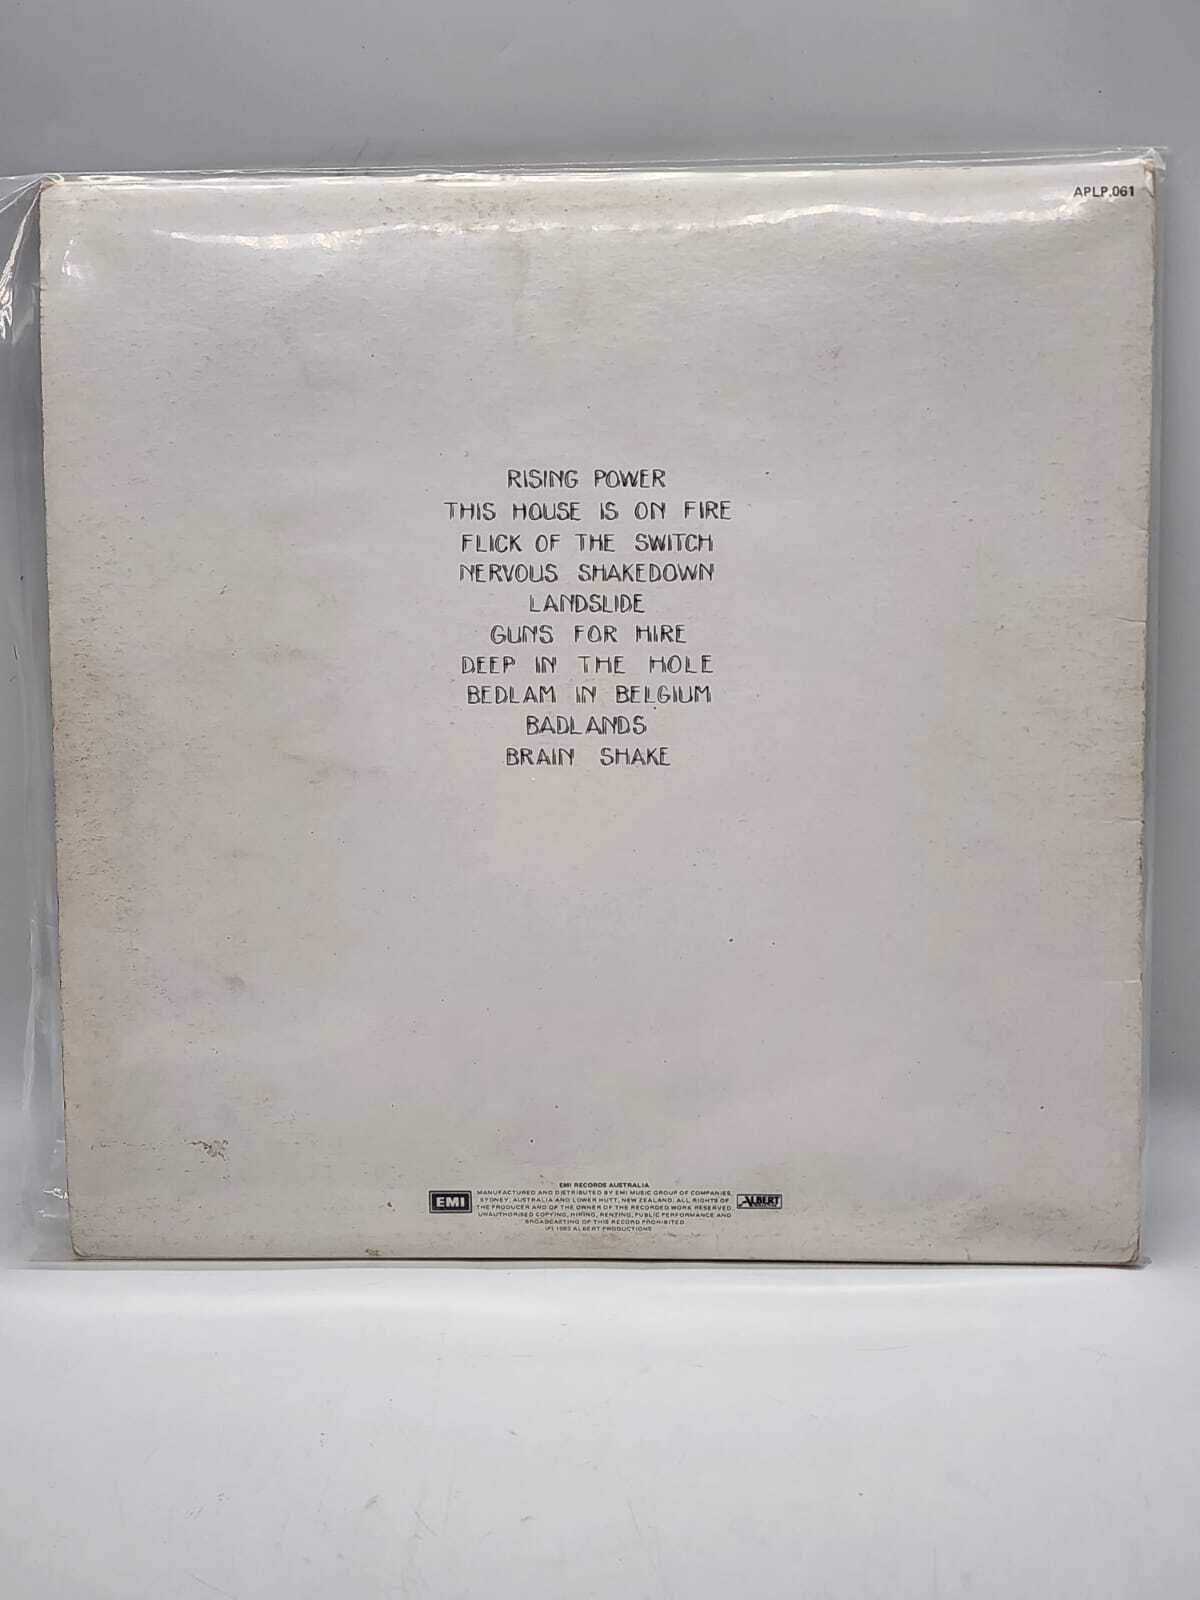 APLP.061
RISING POWER
THIS HOUSE IS ON FIRE
FLICK OF THE SWITCH
NERVOUS SHAKEDOWN
LANDSLIDE
GUNS FOR HIRE
DEEP IN THE HOLE
BEDLAM IN BELGIUM
BADLANDS
BRAIN SHAKE
EMI
EMI RECORDS AUSTRALIA
MANUFACTURED AND DISTRIBUTED BY EMI MUSIC GROUP OF COMPANIES,
SYDNEY, AUSTRALIA AND LOWER HUTT, NEW ZEALAND. ALL RIGHTS OF
THE PRODUCER AND OF THE OWNER OF THE RECORDED WORK RESERVED.
UNAUTHORISED COPYING, HIRING, RENTING, PUBLIC PERFORMANCE AND
BROADCASTING OF THIS RECORD PROHIBITED
(P) 1983 ALBERT PRODUCTIONS
ALBERT